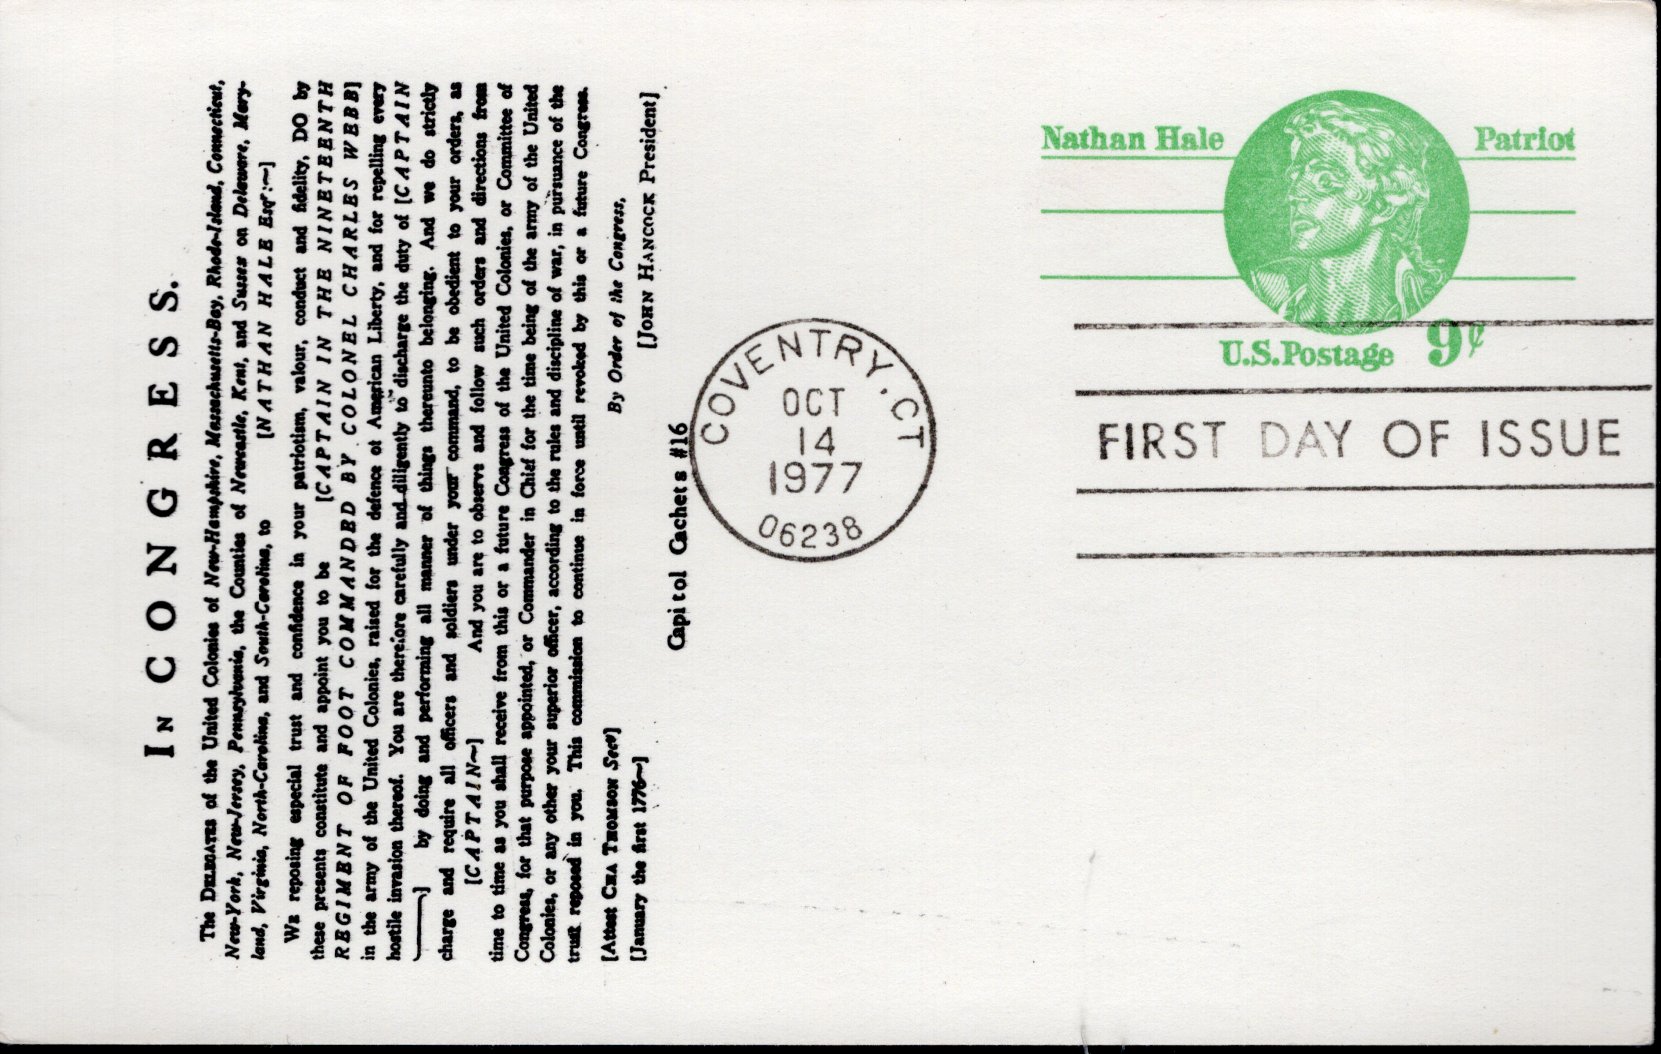 IN CONGRESS.
The DELEGATES of the United Colonies of New-Hampshire, Massachusetts-Bay, Rhode-Island, Connecticut,
New-York, New-Jersey, Pennsylvania, the Counties of Newcastle, Kent, and Sussex on Delaware, Mary-
land, Virginia, North-Carolina, and South-Carolina, to [NATHAN HALE Esqr:~]
WE reposing especial trust and confidence in your patriotism, valour, conduct and fidelity, DO by
these presents constitute and appoint you to be [CAPTAIN IN THE NINETEENTH
REGIMENT OF FOOT COMMANDED BY COLONEL CHARLES WEBB]
in the army of the United Colonies, raised for the defence of American Liberty, and for repelling every
hostile invasion thereof. You are therefore carefully and diligently to discharge the duty of [CAPTAIN
——] by doing and performing all manner of things thereunto belonging. And we do strictly
charge and require all officers and soldiers under your command, to be obedient to your orders, as
[CAPTAIN~] And you are to observe and follow such orders and directions from
time to time as you shall receive from this or a future Congress of the United Colonies, or Committee of
Congress, for that purpose appointed, or Commander in Chief for the time being of the army of the United
Colonies, or any other your superior officer, according to the rules and discipline of war, in pursuance of the
trust reposed in you. This commission to continue in force until revoked by this or a future Congress.
By Order of the Congress,
[Attest CHA THOMSON Secy]
[JOHN HANCOCK President]
[January the first 1776~]
Capitol Cachets #16
COVENTRY, CT
OCT
14
1977
06238
Nathan Hale Patriot
U.S.Postage 9¢
FIRST DAY OF ISSUE